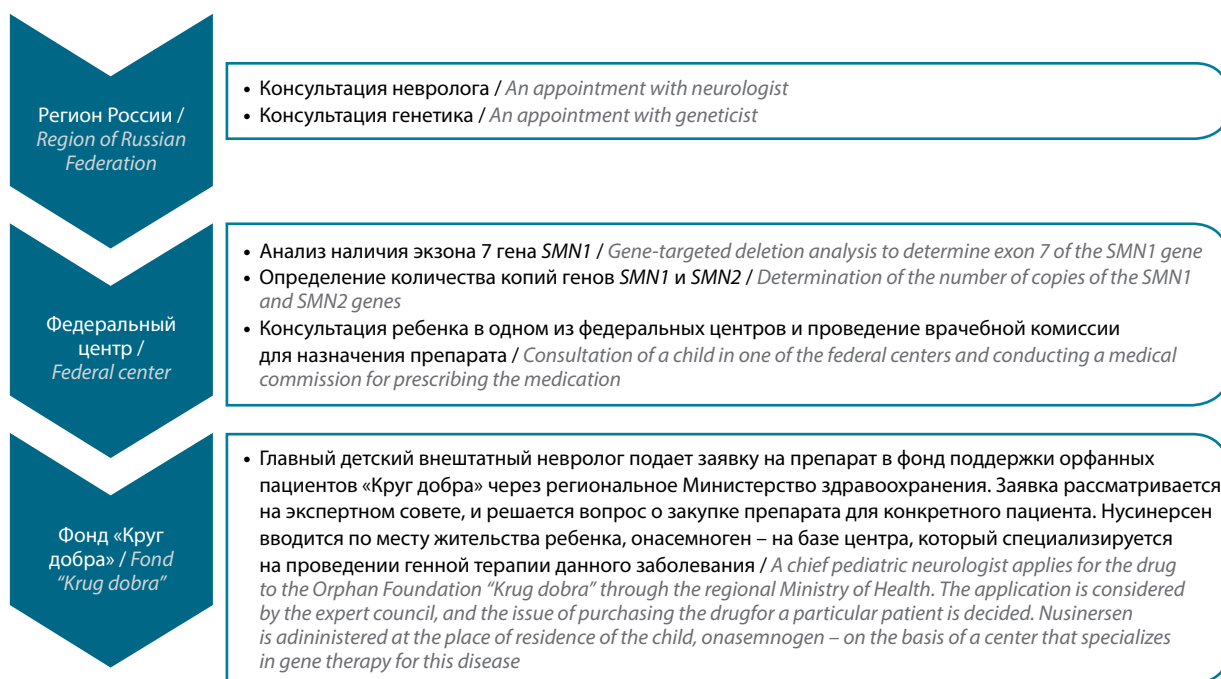 Регион России /
Region of Russian
Federation
• Консультация невролога / An appointment with neurologist
• Консультация генетика / An appointment with geneticist
Федеральный
центр /
Federal center
• Анализ наличия экзона 7 гена SMN1 / Gene-targeted deletion analysis to determine exon 7 of the SMN1 gene
• Определение количества копий генов SMN1 и SMN2 / Determination of the number of copies of the SMN1
and SMN2 genes
• Консультация ребенка в одном из федеральных центров и проведение врачебной комиссии
для назначения препарата / Consultation of a child in one of the federal centers and conducting a medical
commission for prescribing the medication
Фонд «Круг
добра» / Fond
“Krug dobra”
• Главный детский внештатный невролог подает заявку на препарат в фонд поддержки орфанных
пациентов «Круг добра» через региональное Министерство здравоохранения. Заявка рассматривается
на экспертном совете, и решается вопрос о закупке препарата для конкретного пациента. Нусинерсен
вводится по месту жительства ребенка, онасемноген – на базе центра, который специализируется
на проведении генной терапии данного заболевания / A chief pediatric neurologist applies for the drug
to the Orphan Foundation “Krug dobra” through the regional Ministry of Health. The application is considered
by the expert council, and the issue of purchasing the drugfor a particular patient is decided. Nusinersen
is adininistered at the place of residence of the child, onasemnogen – on the basis of a center that specializes
in gene therapy for this disease